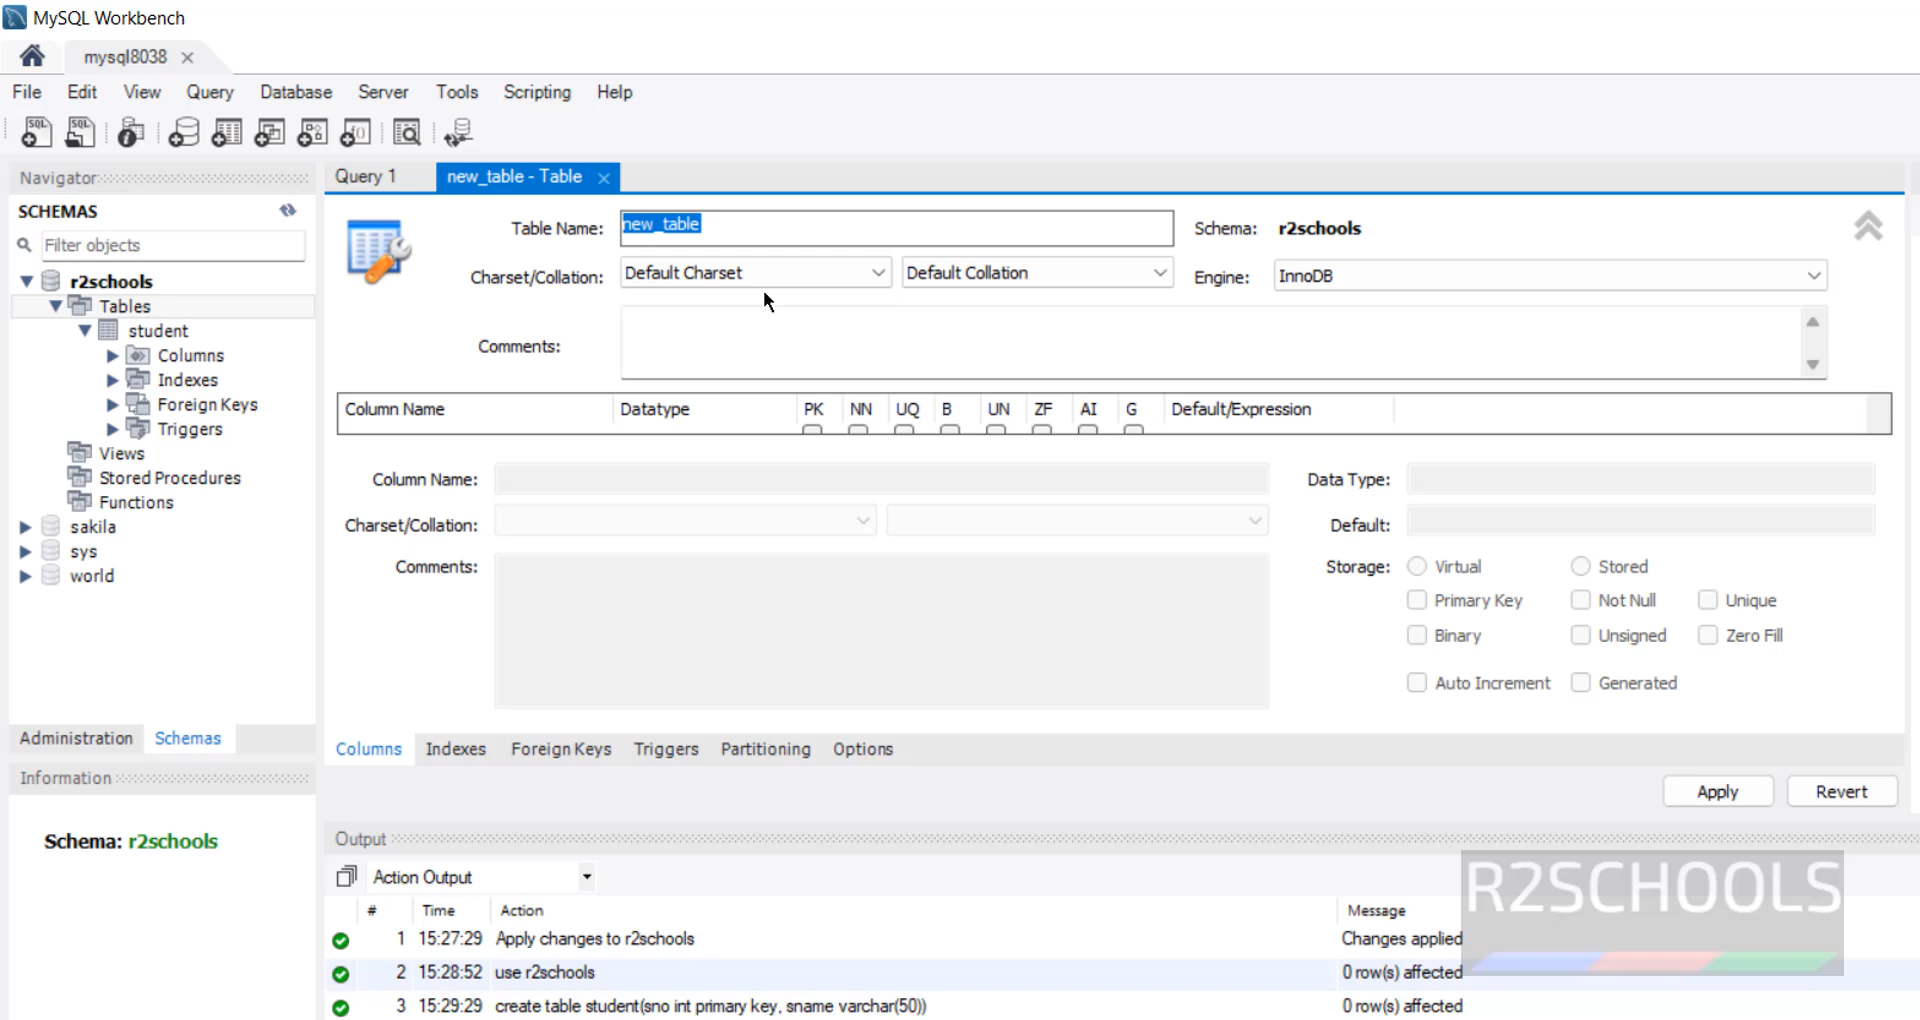 MySQL Workbench
mysql8038
File Edit View Query Database Server Tools Scripting Help
Navigator
SCHEMAS
Filter objects
r2schools
Tables
student
Columns
Indexes
Foreign Keys
Triggers
Views
Stored Procedures
Functions
sakila
sys
world
Administration Schemas
Information
Schema: r2schools
Query 1 new_table - Table
Table Name: new_table Schema: r2schools
Charset/Collation: Default Charset Default Collation Engine: InnoDB
Comments:
Column Name Datatype PK NN UQ B UN ZF AI G Default/Expression
Column Name: Data Type:
Charset/Collation: Default:
Comments: Storage: Virtual Stored
Primary Key Not Null Unique
Binary Unsigned Zero Fill
Auto Increment Generated
Columns Indexes Foreign Keys Triggers Partitioning Options
Apply Revert
Output
Action Output
# Time Action Message
1 15:27:29 Apply changes to r2schools Changes applied
2 15:28:52 use r2schools 0 row(s) affected
3 15:29:29 create table student(sno int primary key, sname varchar(50)) 0 row(s) affected
R2SCHOOLS